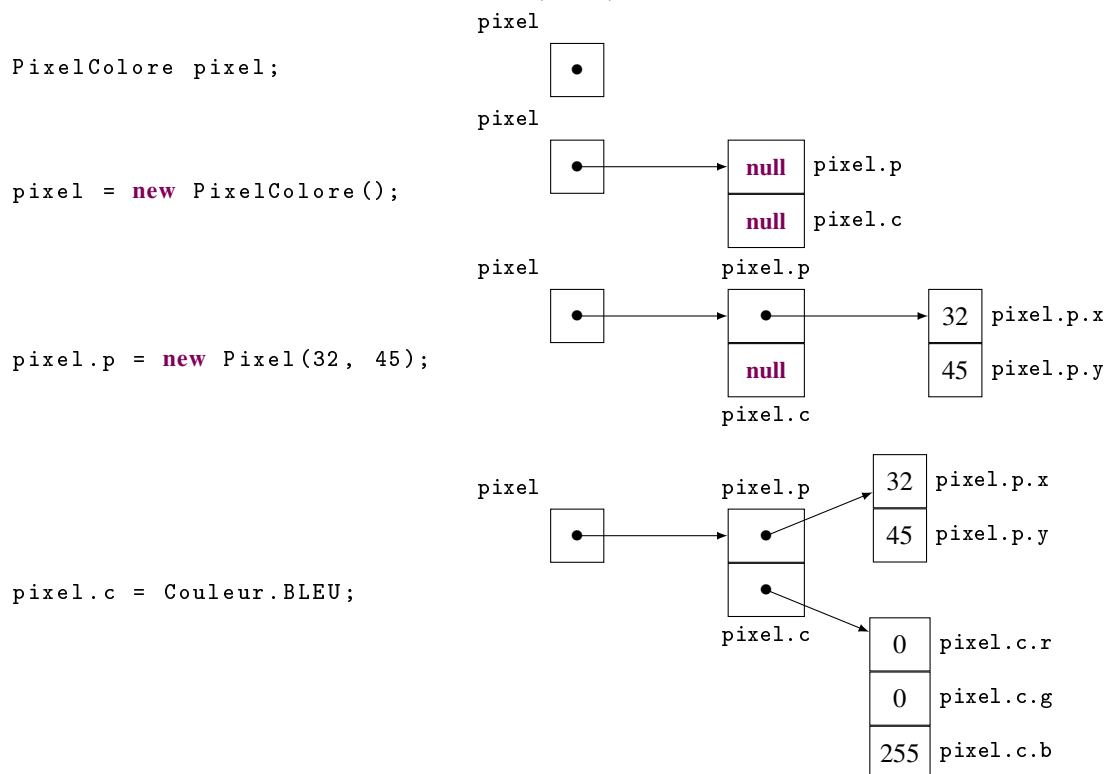 pixel
PixelColore pixel;
pixel
null pixel.p
pixel = new PixelColore();
null pixel.c
pixel pixel.p
32 pixel.p.x
pixel.p = new Pixel(32, 45);
null 45 pixel.p.y
pixel.c
32 pixel.p.x
pixel pixel.p
45 pixel.p.y
pixel.c = Couleur.BLEU;
pixel.c
0 pixel.c.r
0 pixel.c.g
255 pixel.c.b